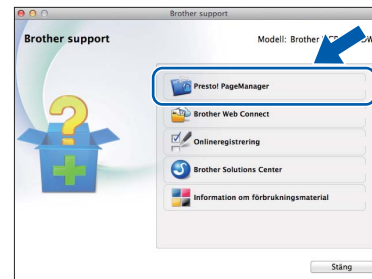 Brother support
Brother support
Modell: Brother
Presto! PageManager
Brother Web Connect
Onlineregistrering
Brother Solutions Center
Information om förbrukningsmaterial
Stäng